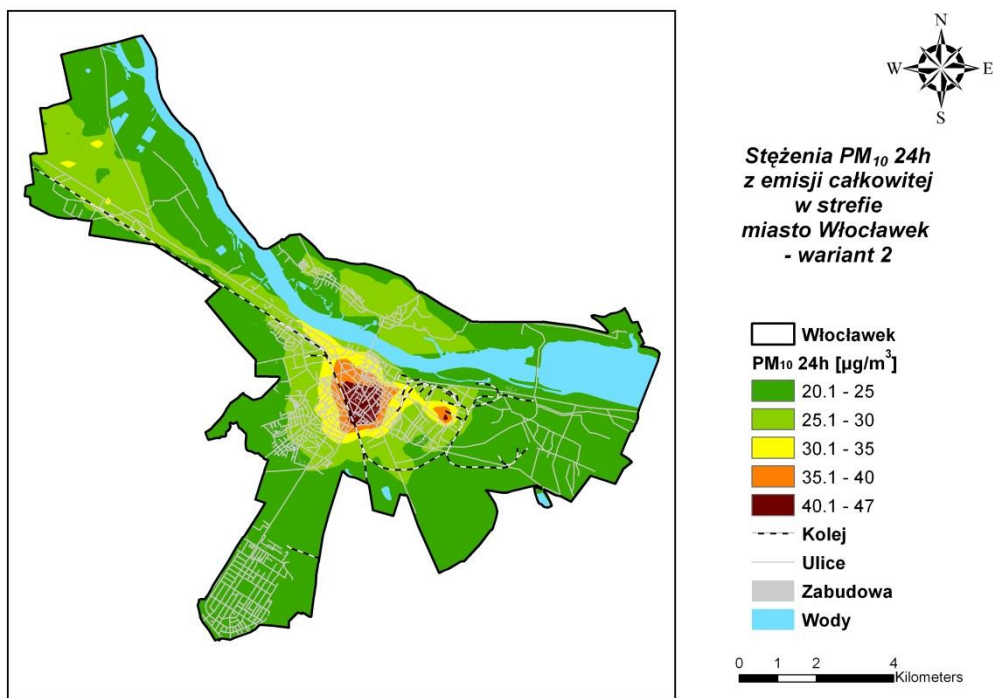 N
W E
S
Stężenia PM₁₀ 24h
z emisji całkowitej
w strefie
miasto Włocławek
- wariant 2
Włocławek
PM₁₀ 24h [µg/m³]
20.1 - 25
25.1 - 30
30.1 - 35
35.1 - 40
40.1 - 47
Kolej
Ulice
Zabudowa
Wody
0 1 2 4
Kilometers